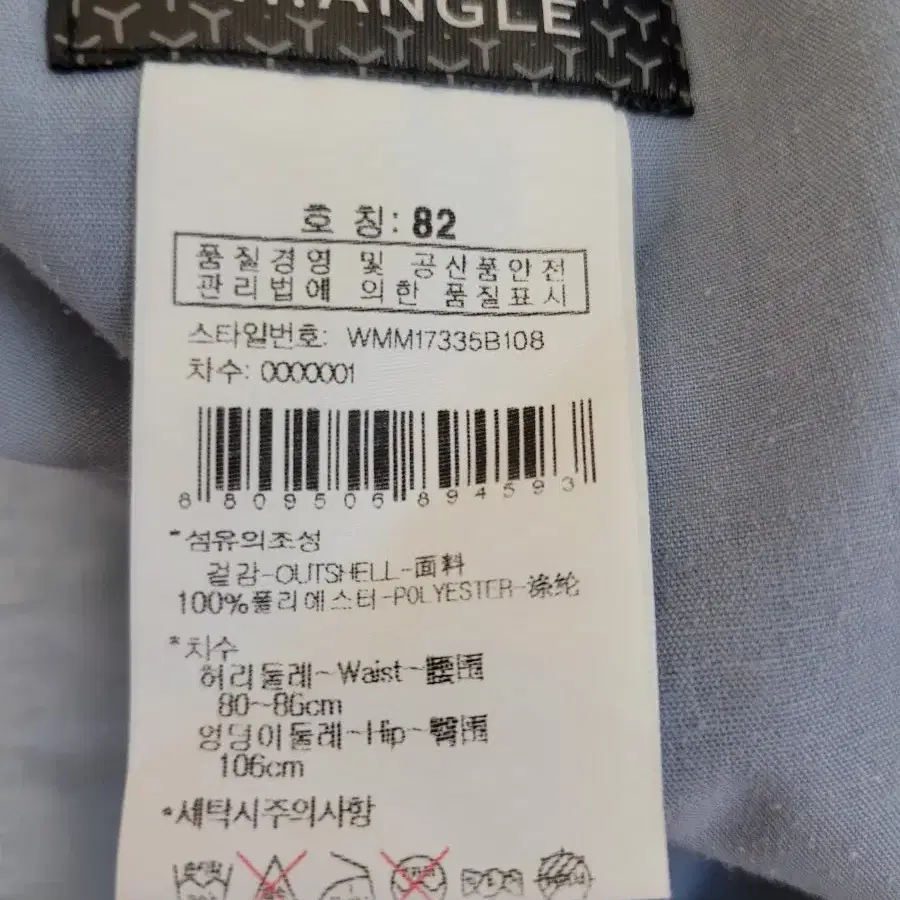 ANGLE
호 칭: 82
품질경영 및 공산품안전
관리법에 의한 품질표시
스타일번호: WMM17335B108
차수: 0000001
8 809506 894593
*섬유의조성
겉감-OUTSHELL-面料
100%폴리에스터-POLYESTER-涤纶
*치수
허리둘레-Waist-腰围
80~86cm
엉덩이둘레-Hip-臀围
106cm
*세탁시주의사항